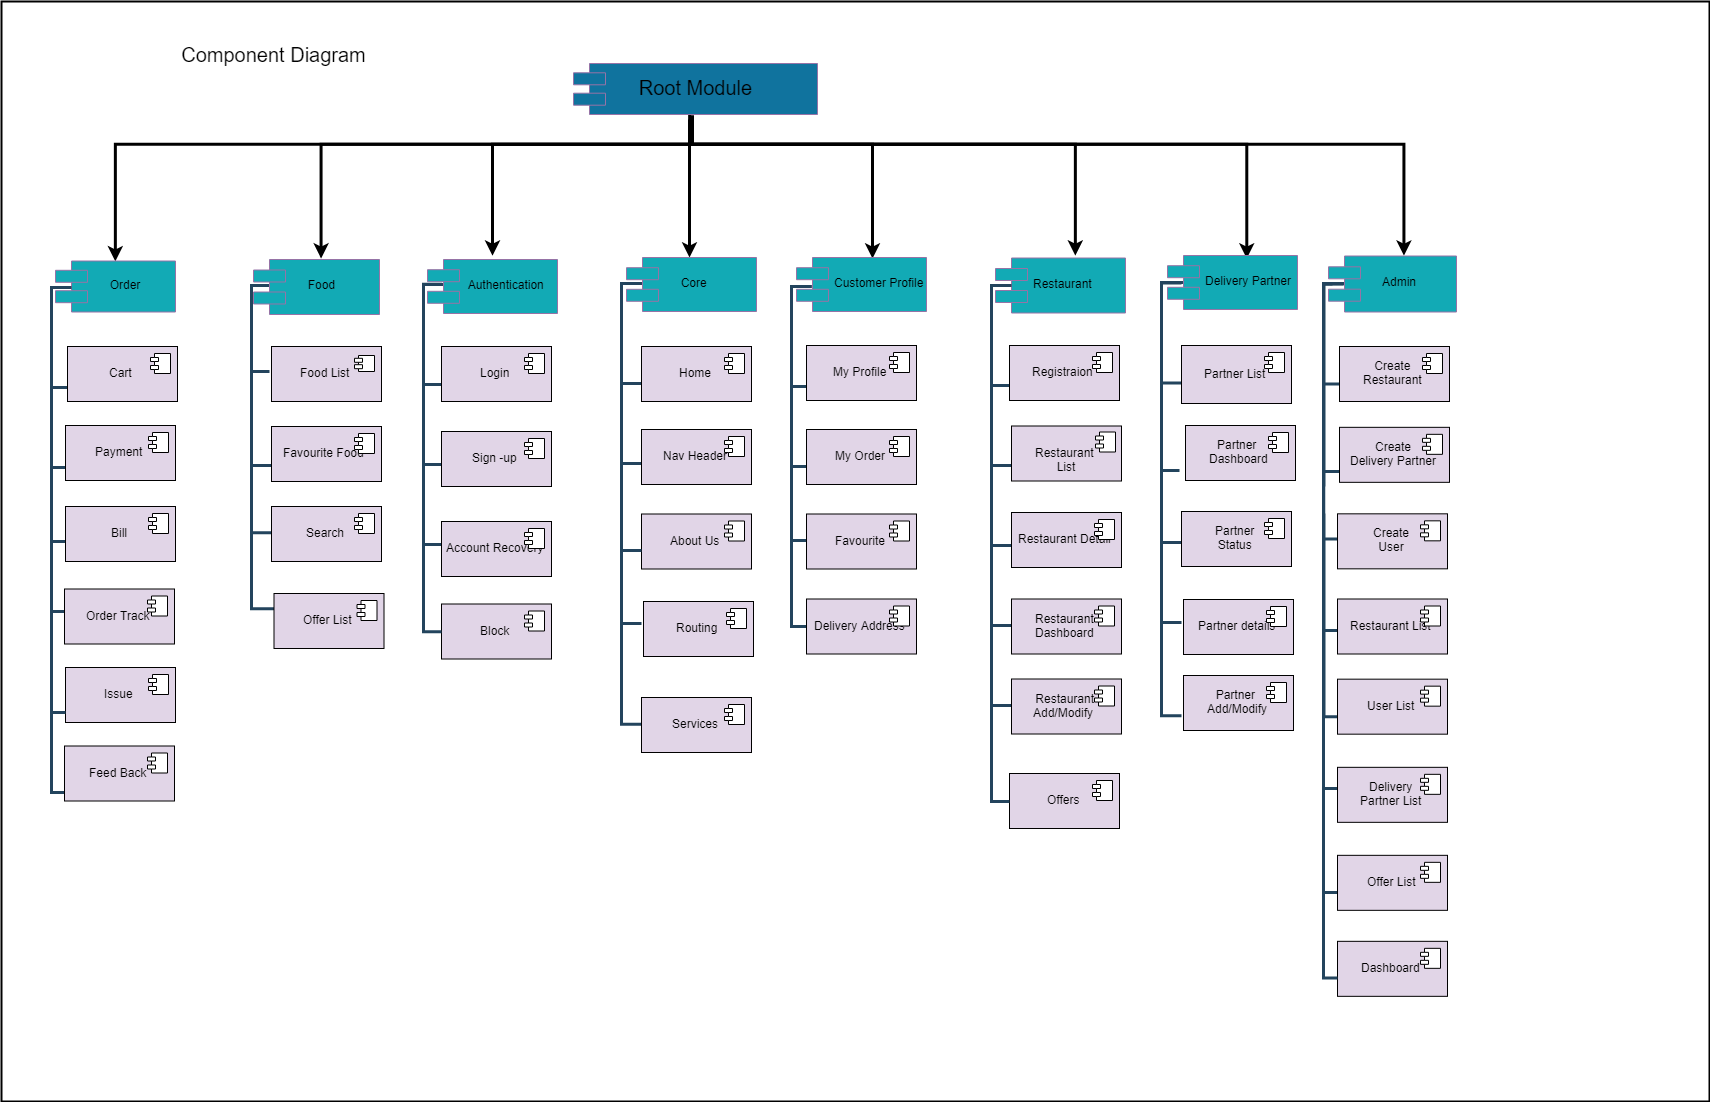 Component Diagram
Root Module
Order
Food
Authentication
Core
Customer Profile
Restaurant
Delivery Partner
Admin
Cart
Payment
Bill
Order Track
Issue
Feed Back
Food List
Favourite Food
Search
Offer List
Login
Sign -up
Account Recovery
Block
Home
Nav Header
About Us
Routing
Services
My Profile
My Order
Favourite
Delivery Address
Registraion
Restaurant
List
Restaurant Detail
Restaurant
Dashboard
Restaurant
Add/Modify
Offers
Partner List
Partner
Dashboard
Partner
Status
Partner details
Partner
Add/Modify
Create
Restaurant
Create
Delivery Partner
Create
User
Restaurant List
User List
Delivery
Partner List
Offer List
Dashboard